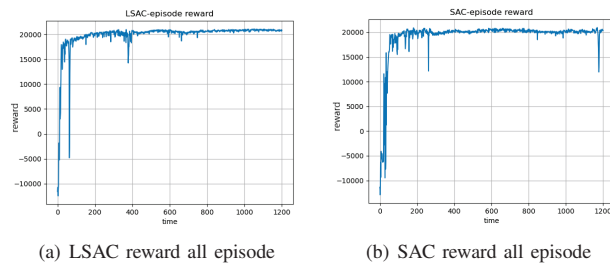 LSAC-episode reward
20000
15000
10000
5000
0
−5000
−10000
reward
0 200 400 600 800 1000 1200
time
(a) LSAC reward all episode
SAC-episode reward
20000
15000
10000
5000
0
−5000
−10000
reward
0 200 400 600 800 1000 1200
time
(b) SAC reward all episode